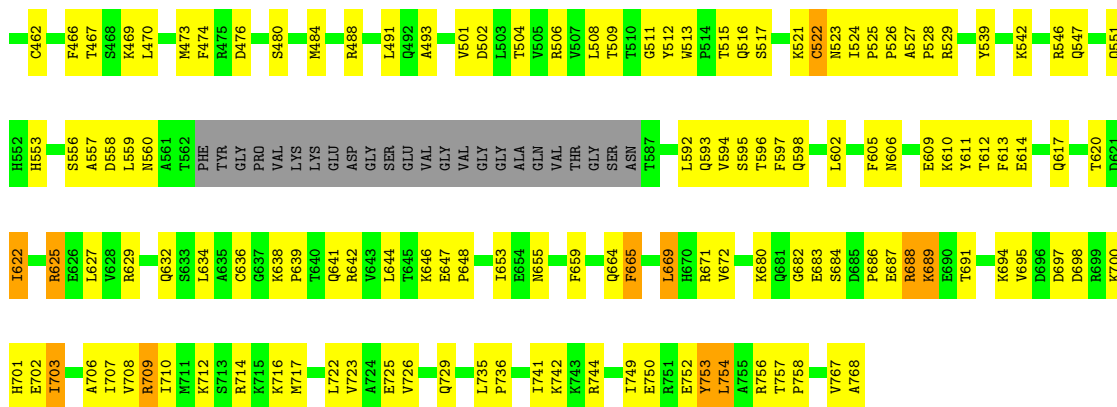 C462 F466 T467 S468 K469 L470 M473 F474 R475 D476 S480 M484 R488 L491 Q492 A493 V501 D502 L503 T504 V505 R506 V507 L508 T509 T510 G511 Y512 W513 P514 T515 Q516 S517 K521 C522 N523 I524 P525 P526 A527 P528 R529 Y539 K542 R546 Q547 Q551
H552 H553 S556 A557 D558 L559 N560 A561 T562 PHE TYR GLY PRO VAL LYS LYS GLU ASP GLY SER GLU VAL GLY VAL GLY GLY ALA GLN VAL THR GLY SER ASN T587 L592 Q593 V594 S595 T596 F597 Q598 L602 F605 N606 E609 K610 Y611 T612 F613 E614 Q617 T620 D621
I622 R625 E626 L627 V628 R629 Q632 S633 L634 A635 C636 G637 K638 P639 T640 Q641 R642 V643 L644 T645 K646 E647 P648 I653 E654 N655 F659 Q664 F665 L669 H670 R671 V672 K680 Q681 G682 E683 S684 D685 P686 E687 R688 K689 E690 T691 K694 V695 D696 D697 D698 R699 K700
H701 E702 I703 A706 I707 V708 R709 I710 M711 K712 S713 R714 K715 K716 M717 L722 V723 A724 E725 V726 Q729 L735 P736 I741 K742 K743 R744 I749 E750 R751 E752 Y753 L754 A755 R756 T757 P758 V767 A768